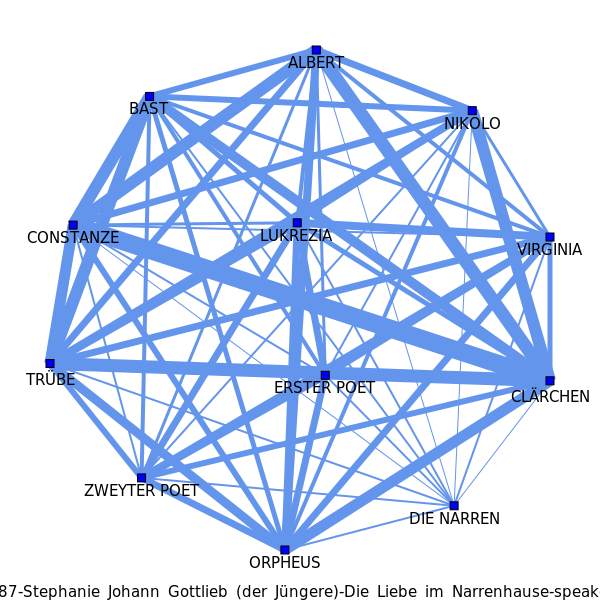 ALBERT
BAST
NIKOLO
CONSTANZE
LUKREZIA
VIRGINIA
TRÜBE
ERSTER POET
CLÄRCHEN
ZWEYTER POET
DIE NARREN
ORPHEUS
87-Stephanie Johann Gottlieb (der Jüngere)-Die Liebe im Narrenhause-speak